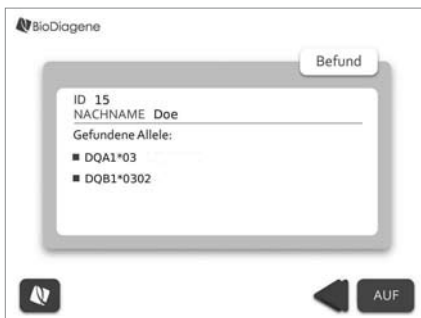 BioDiagene
Befund
ID 15
NACHNAME Doe
Gefundene Allele:
■ DQA1*03
■ DQB1*0302
AUF